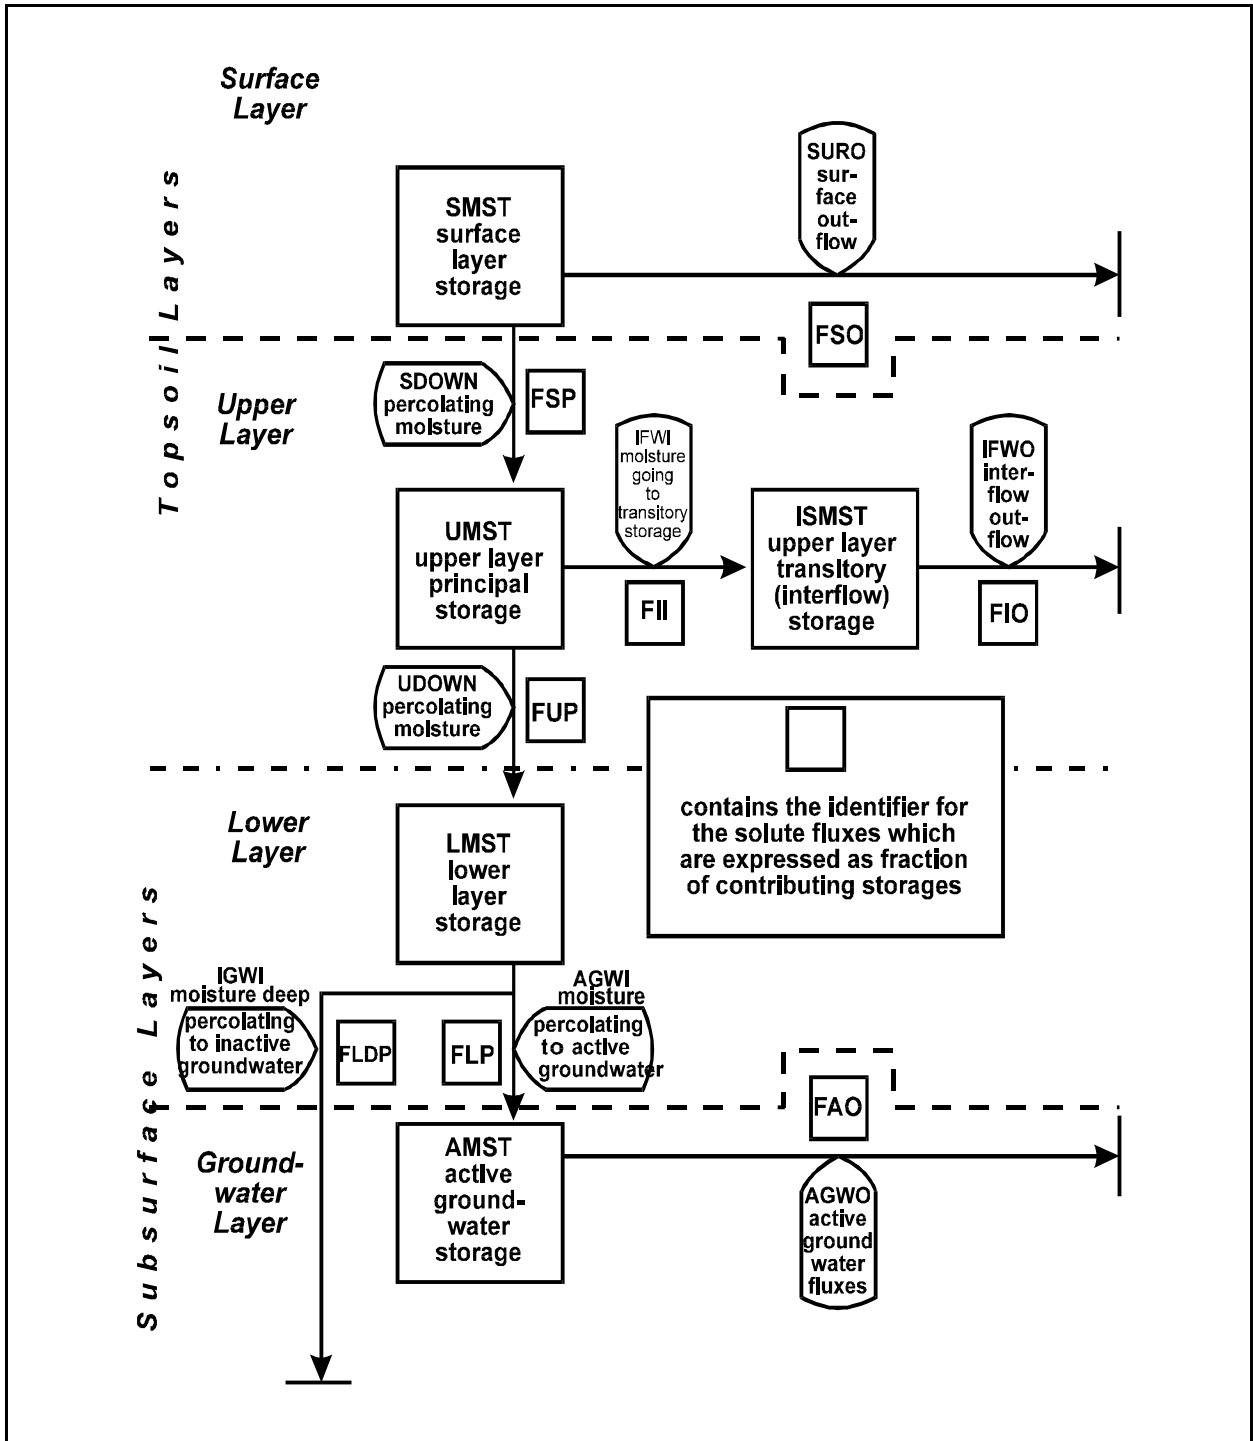 Surface
Layer
SURO
sur-
face
out-
flow
SMST
surface
layer
storage
FSO
Topsoil Layers
SDOWN
percolating
moisture
FSP
Upper
Layer
IFWI
moisture
going
to
transitory
storage
IFWO
inter-
flow
out-
flow
UMST
upper layer
principal
storage
ISMST
upper layer
transitory
(interflow)
storage
FII
FIO
UDOWN
percolating
moisture
FUP
contains the identifier for
the solute fluxes which
are expressed as fraction
of contributing storages
Lower
Layer
LMST
lower
layer
storage
Subsurface Layers
IGWI
moisture deep
percolating
to inactive
groundwater
FLDP
FLP
AGWI
moisture
percolating
to active
groundwater
FAO
Ground-
water
Layer
AMST
active
ground-
water
storage
AGWO
active
ground
water
fluxes